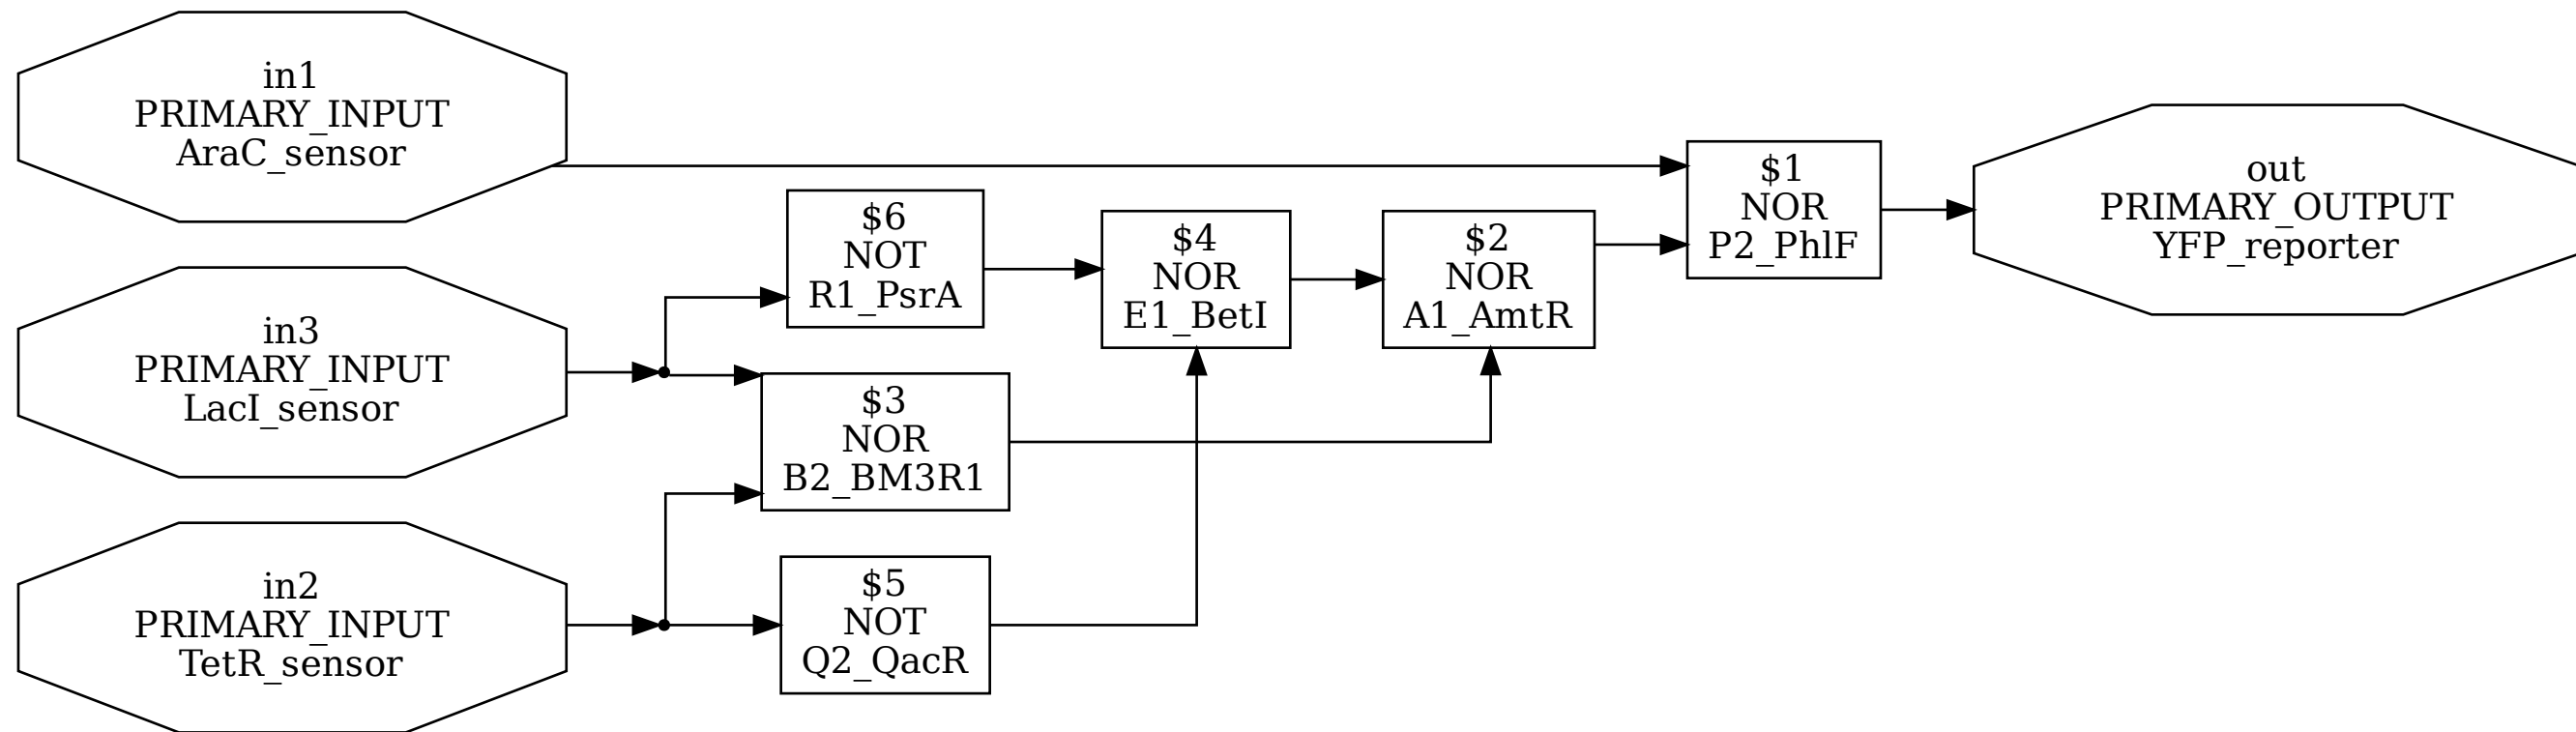 in1
PRIMARY_INPUT
AraC_sensor
in3
PRIMARY_INPUT
LacI_sensor
in2
PRIMARY_INPUT
TetR_sensor
$6
NOT
R1_PsrA
$3
NOR
B2_BM3R1
$5
NOT
Q2_QacR
$4
NOR
E1_BetI
$2
NOR
A1_AmtR
$1
NOR
P2_PhlF
out
PRIMARY_OUTPUT
YFP_reporter